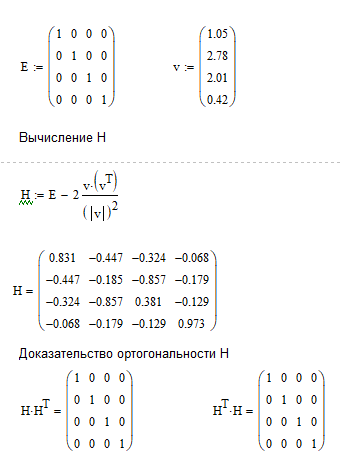 E := (1 0 0 0
0 1 0 0
0 0 1 0
0 0 0 1)
v := (1.05
2.78
2.01
0.42)
Вычисление H
H := E − 2 v·(v^T) / (|v|)^2
H = (0.831 −0.447 −0.324 −0.068
−0.447 −0.185 −0.857 −0.179
−0.324 −0.857 0.381 −0.129
−0.068 −0.179 −0.129 0.973)
Доказательство ортогональности H
H·H^T = (1 0 0 0
0 1 0 0
0 0 1 0
0 0 0 1)
H^T·H = (1 0 0 0
0 1 0 0
0 0 1 0
0 0 0 1)